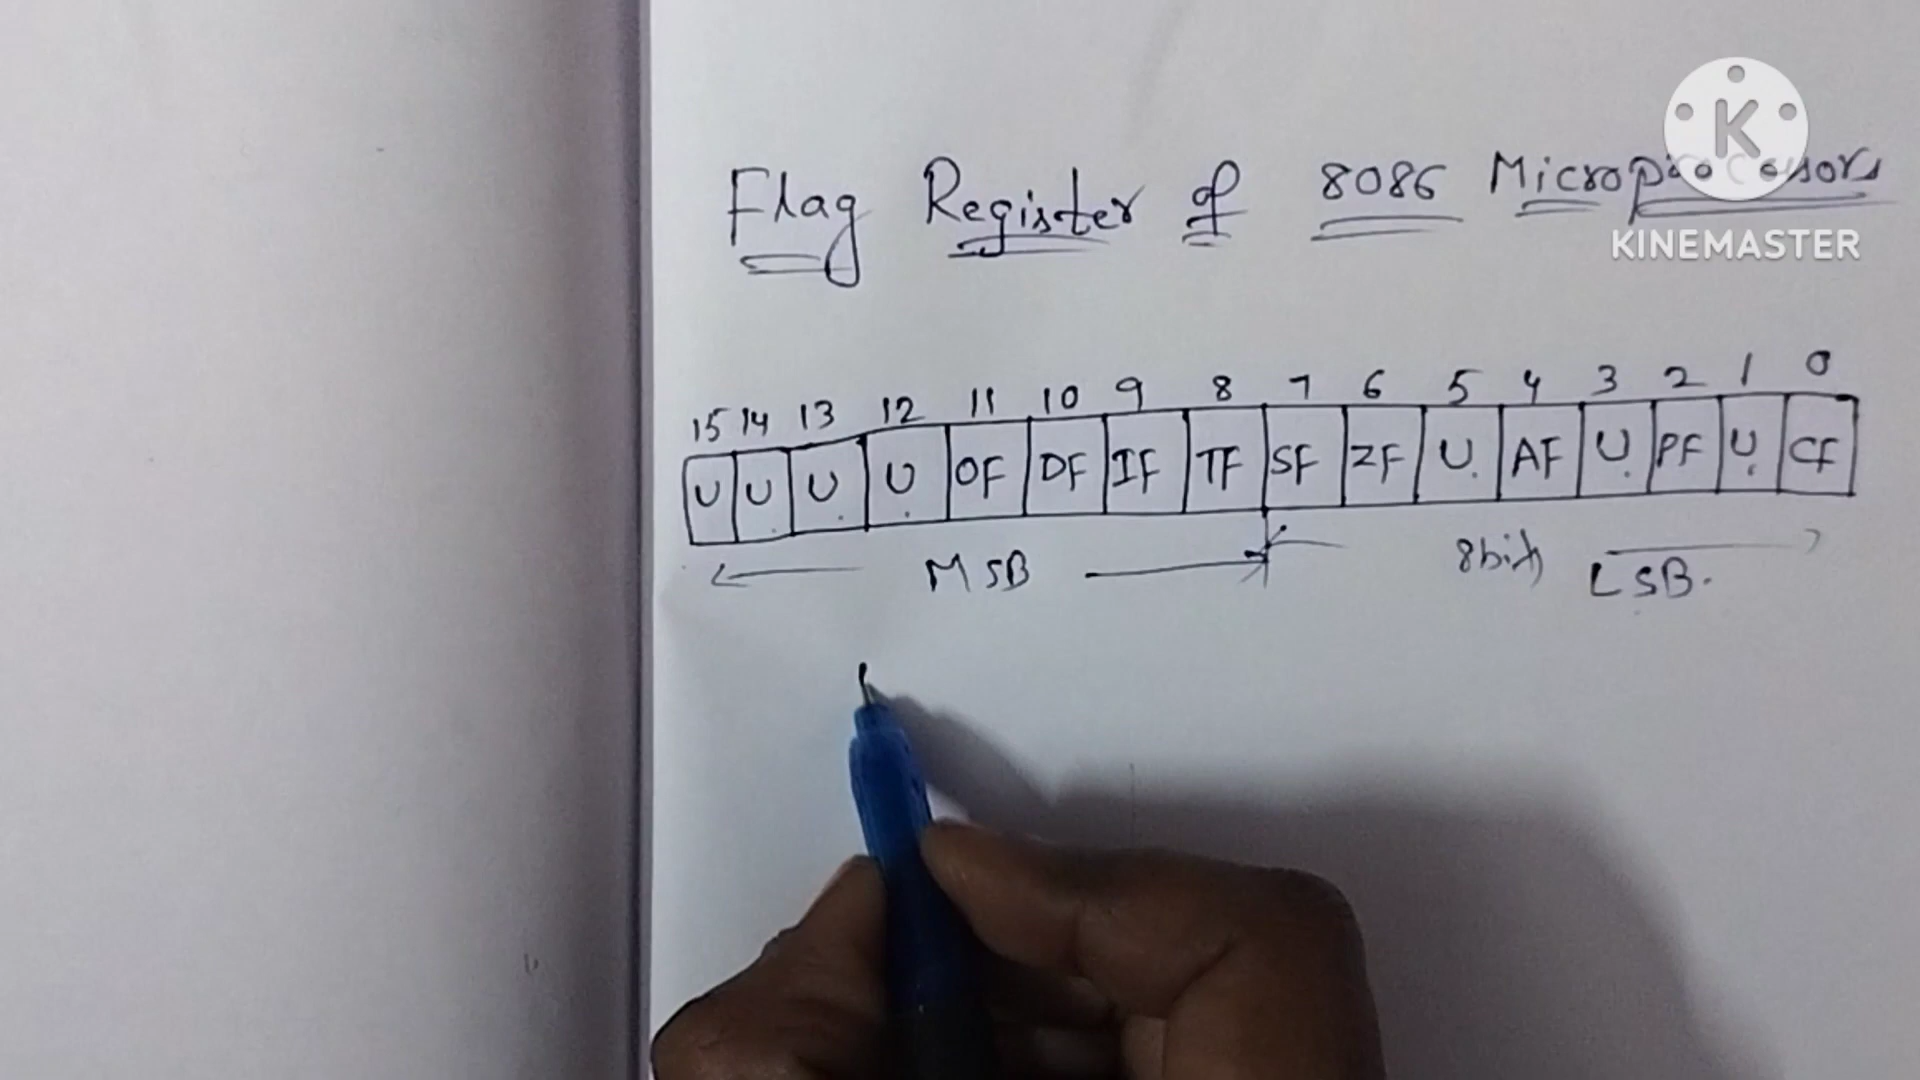 K
KINEMASTER
Flag Register of 8086 Microprocessors
15 14 13 12 11 10 9 8 7 6 5 4 3 2 1 0
U U U U OF DF IF TF SF ZF U AF U PF U CF
MSB 8bit LSB.